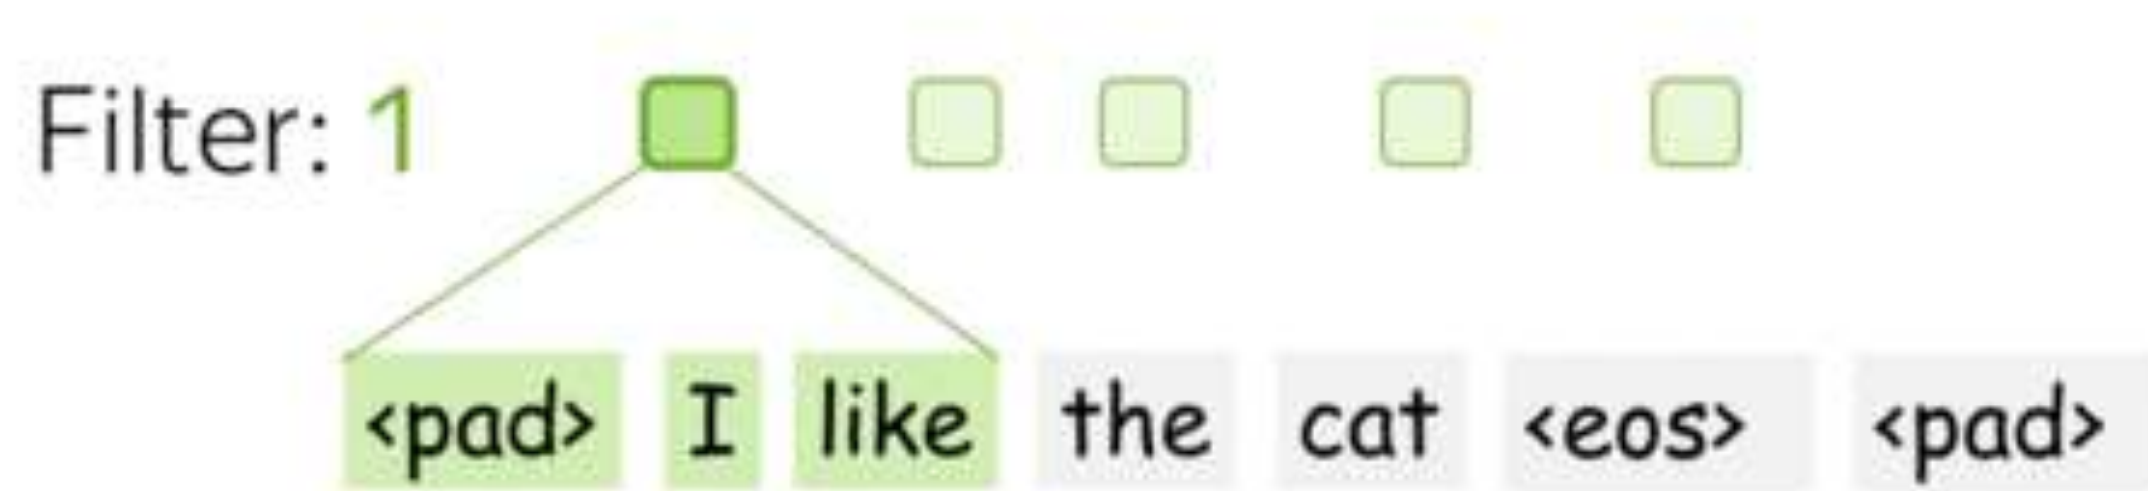 Filter: 1
<pad> I like the cat <eos> <pad>